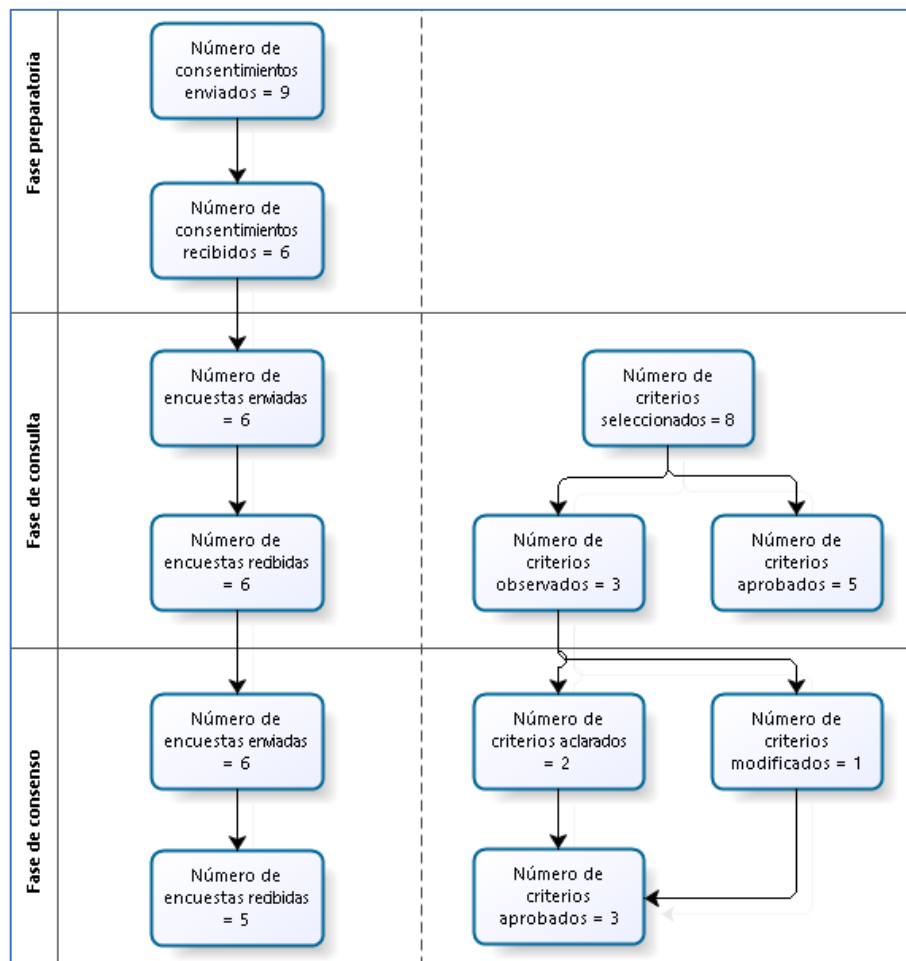 Fase preparatoria
Número de
consentimientos
enviados = 9
Número de
consentimientos
recibidos = 6
Fase de consulta
Número de
encuestas enviadas
= 6
Número de
criterios
seleccionados = 8
Número de
encuestas recibidas
= 6
Número de
criterios
observados = 3
Número de
criterios
aprobados = 5
Fase de consenso
Número de
encuestas enviadas
= 6
Número de
criterios aclarados
= 2
Número de
criterios
modificados = 1
Número de
encuestas recibidas
= 5
Número de
criterios
aprobados = 3